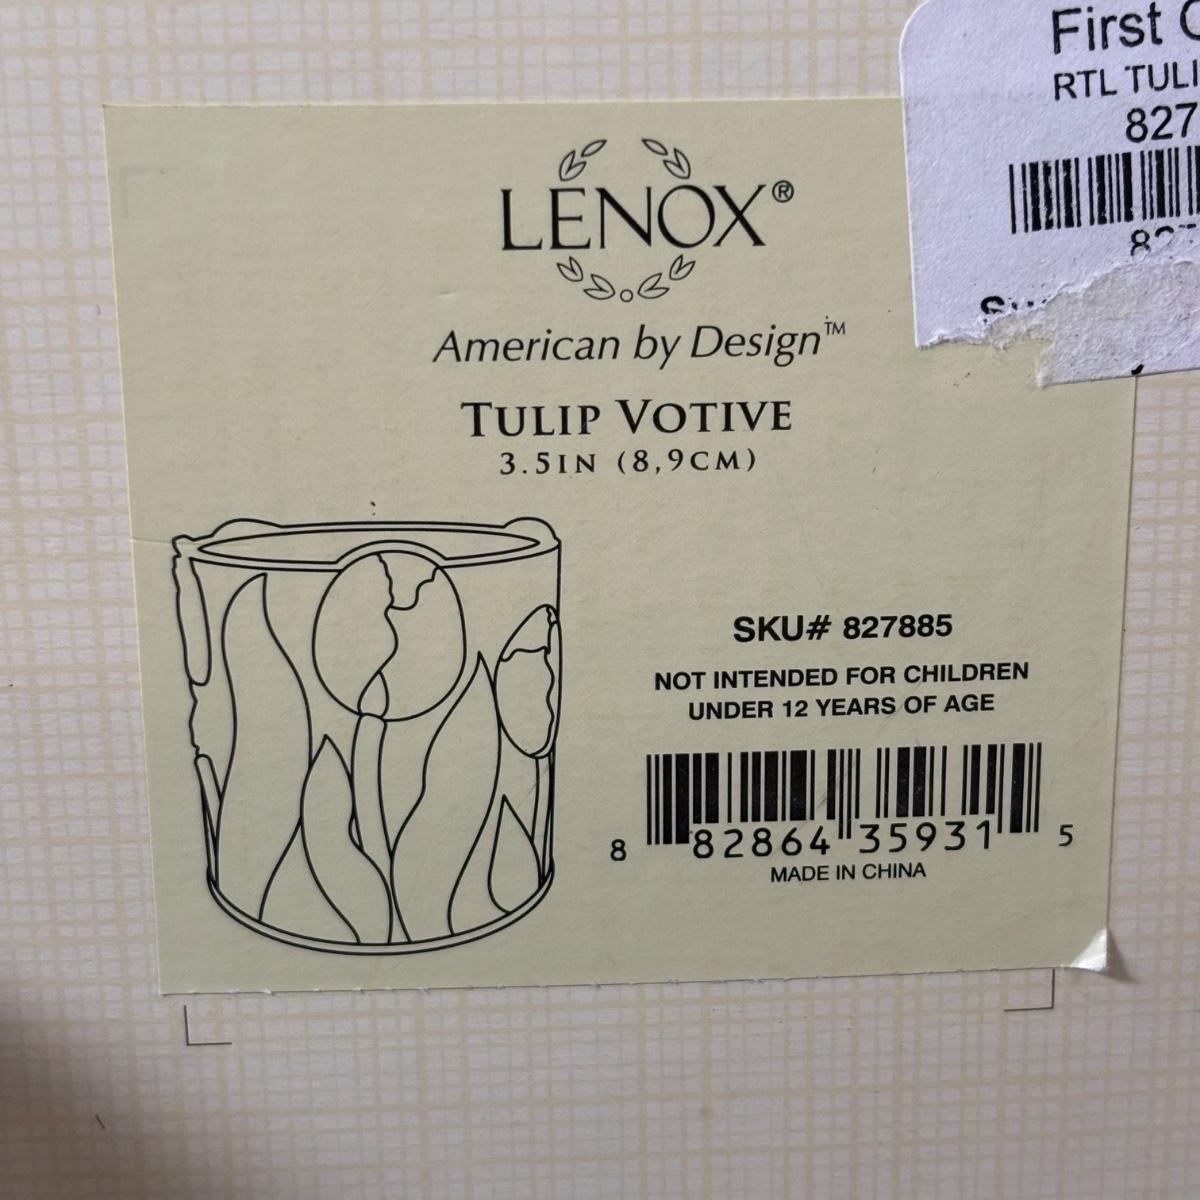 First
RTL
827
LENOX®
American by Design™
TULIP VOTIVE
3.5IN (8,9CM)
SKU# 827885
NOT INTENDED FOR CHILDREN
UNDER 12 YEARS OF AGE
8 82864 35931 5
MADE IN CHINA